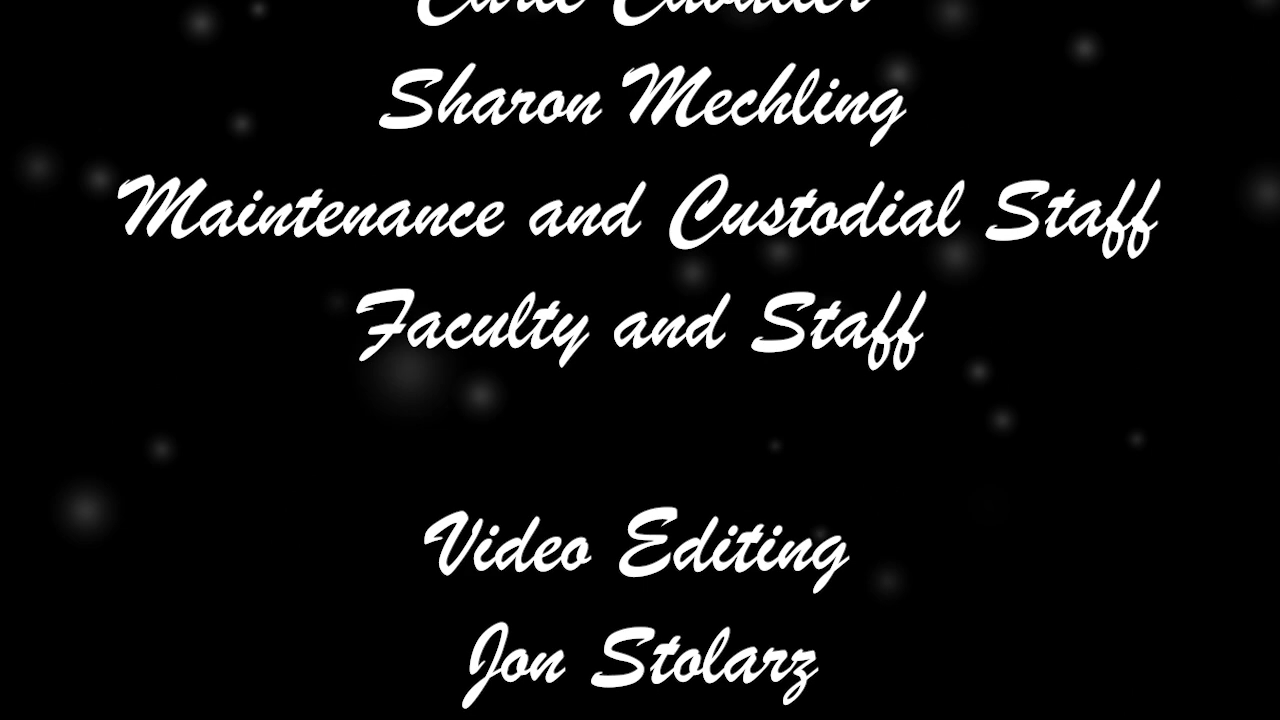 Sharon Mechling
Maintenance and Custodial Staff
Faculty and Staff
Video Editing
Jon Stolarz